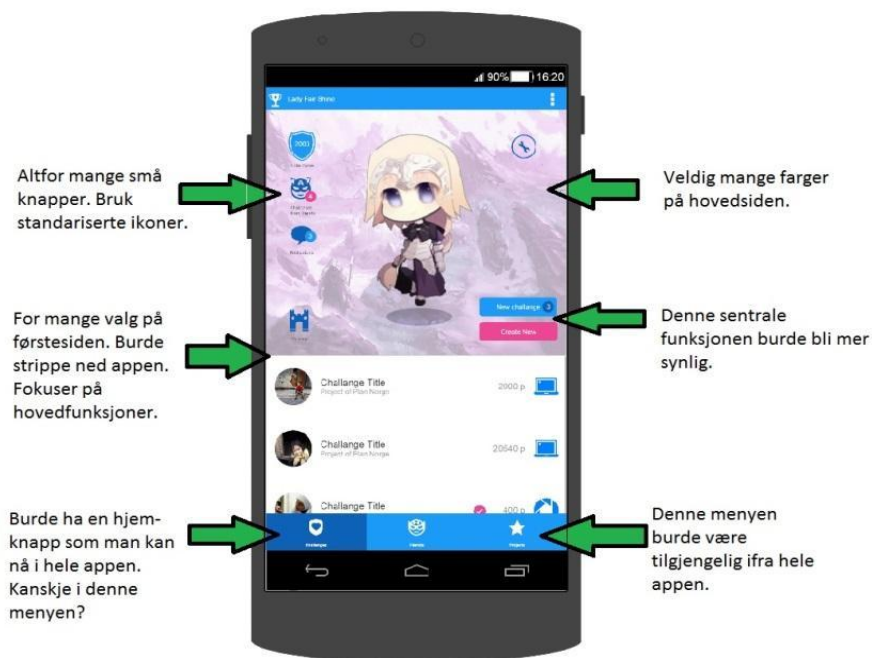 90% 16:20
Lady Fair Shine
2003
Altfor mange små
knapper. Bruk
standariserte ikoner.
Veldig mange farger
på hovedsiden.
For mange valg på
førstesiden. Burde
strippe ned appen.
Fokuser på
hovedfunksjoner.
New challange 3
Create New
Denne sentrale
funksjonen burde bli mer
synlig.
Challange Title
Project of Plan Norge
2000 p
Challange Title
Project of Plan Norge
20540 p
Challange Title
400 p
Burde ha en hjem-
knapp som man kan
nå i hele appen.
Kanskje i denne
menyen?
Denne menyen
burde være
tilgjengelig ifra hele
appen.